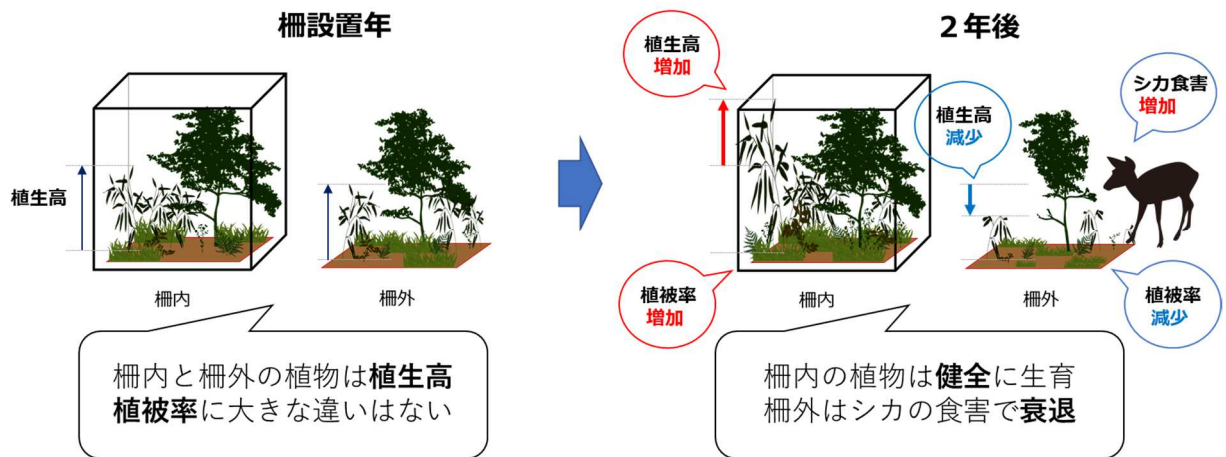 柵設置年
植生高
柵内
柵外
柵内と柵外の植物は植生高
植被率に大きな違いはない
２年後
植生高
増加
植生高
減少
シカ食害
増加
植被率
増加
柵内
柵外
植被率
減少
柵内の植物は健全に生育
柵外はシカの食害で衰退